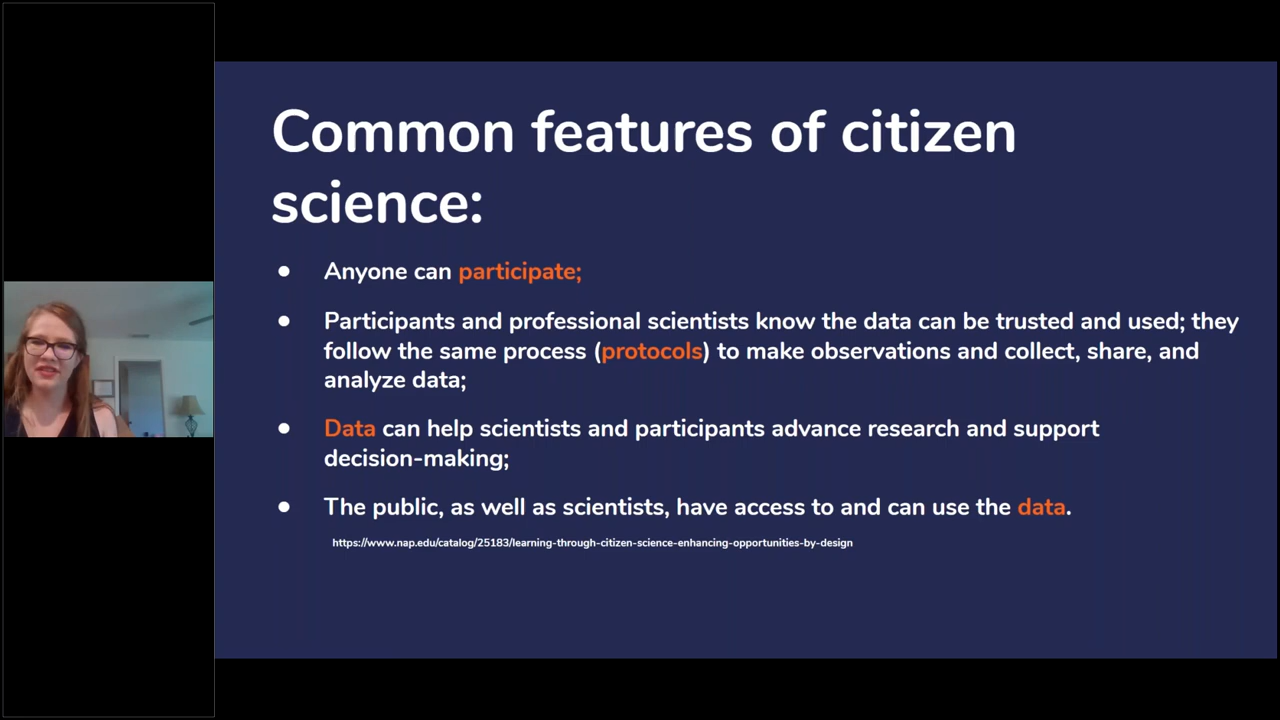 Common features of citizen
science:
● Anyone can participate;
● Participants and professional scientists know the data can be trusted and used; they
follow the same process (protocols) to make observations and collect, share, and
analyze data;
● Data can help scientists and participants advance research and support
decision-making;
● The public, as well as scientists, have access to and can use the data.
https://www.nap.edu/catalog/25183/learning-through-citizen-science-enhancing-opportunities-by-design